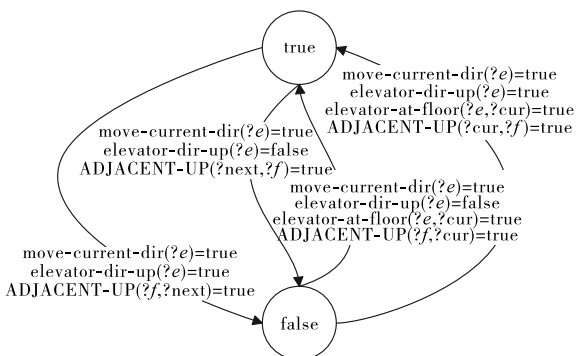 true
move-current-dir(?e)=true
elevator-dir-up(?e)=true
elevator-at-floor(?e,?cur)=true
ADJACENT-UP(?cur,?f)=true
move-current-dir(?e)=true
elevator-dir-up(?e)=false
ADJACENT-UP(?next,?f)=true
move-current-dir(?e)=true
elevator-dir-up(?e)=false
elevator-at-floor(?e,?cur)=true
ADJACENT-UP(?f,?cur)=true
move-current-dir(?e)=true
elevator-dir-up(?e)=true
ADJACENT-UP(?f,?next)=true
false